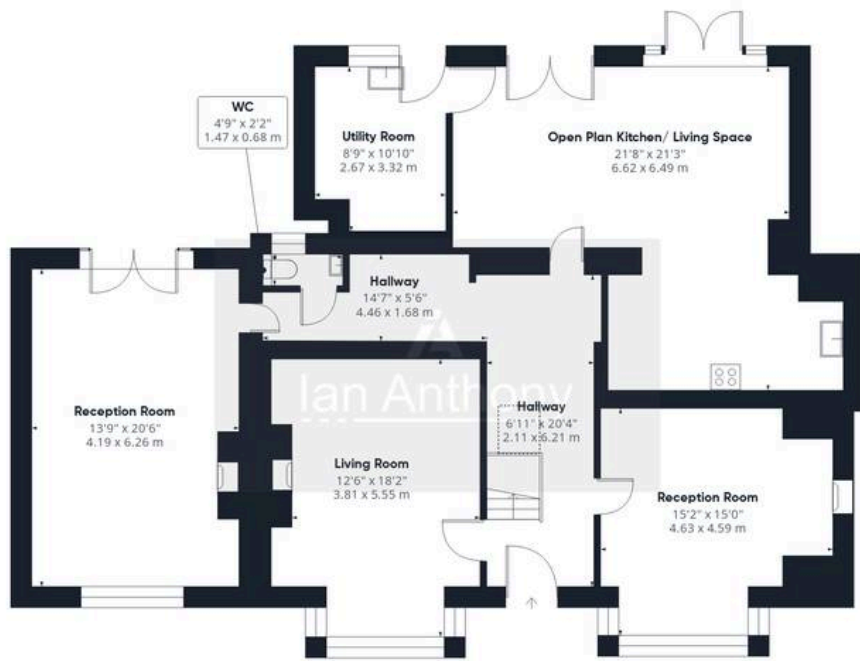 WC
4'9" x 2'2"
1.47 x 0.68 m
Utility Room
8'9" x 10'10"
2.67 x 3.32 m
Open Plan Kitchen/ Living Space
21'8" x 21'3"
6.62 x 6.49 m
Hallway
14'7" x 5'6"
4.46 x 1.68 m
Ian Anthony
Reception Room
13'9" x 20'6"
4.19 x 6.26 m
Hallway
6'11" x 20'4"
2.11 x 6.21 m
Living Room
12'6" x 18'2"
3.81 x 5.55 m
Reception Room
15'2" x 15'0"
4.63 x 4.59 m